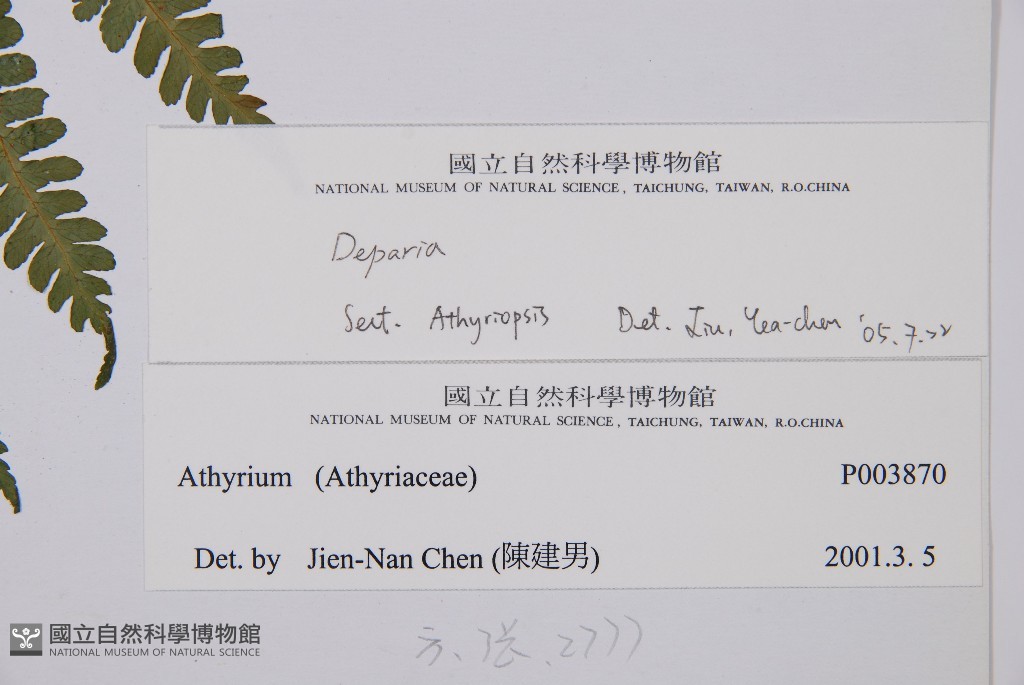 國立自然科學博物館
NATIONAL MUSEUM OF NATURAL SCIENCE, TAICHUNG, TAIWAN, R.O.CHINA
Deparia
Sect. Athyriopsis Det. Liu, Yea-chen '05.7.22
國立自然科學博物館
NATIONAL MUSEUM OF NATURAL SCIENCE, TAICHUNG, TAIWAN, R.O.CHINA
Athyrium (Athyriaceae) P003870
Det. by Jien-Nan Chen (陳建男) 2001.3. 5
國立自然科學博物館
NATIONAL MUSEUM OF NATURAL SCIENCE